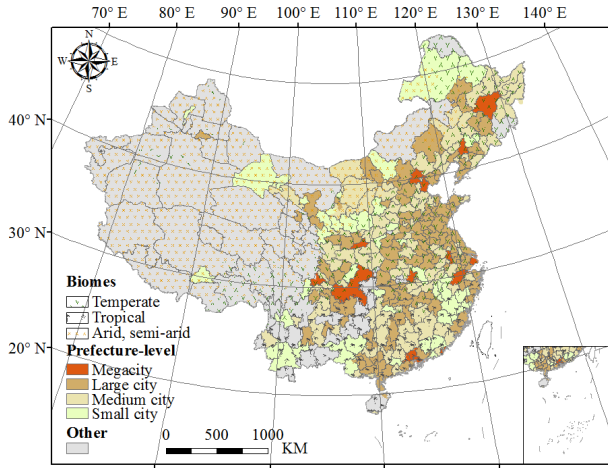 70° E 80° E 90° E 100° E 110° E 120° E 130° E 140° E
N
W E
S
40° N
30° N
20° N
Biomes
Temperate
Tropical
Arid, semi-arid
Prefecture-level
Megacity
Large city
Medium city
Small city
Other
0 500 1000
KM